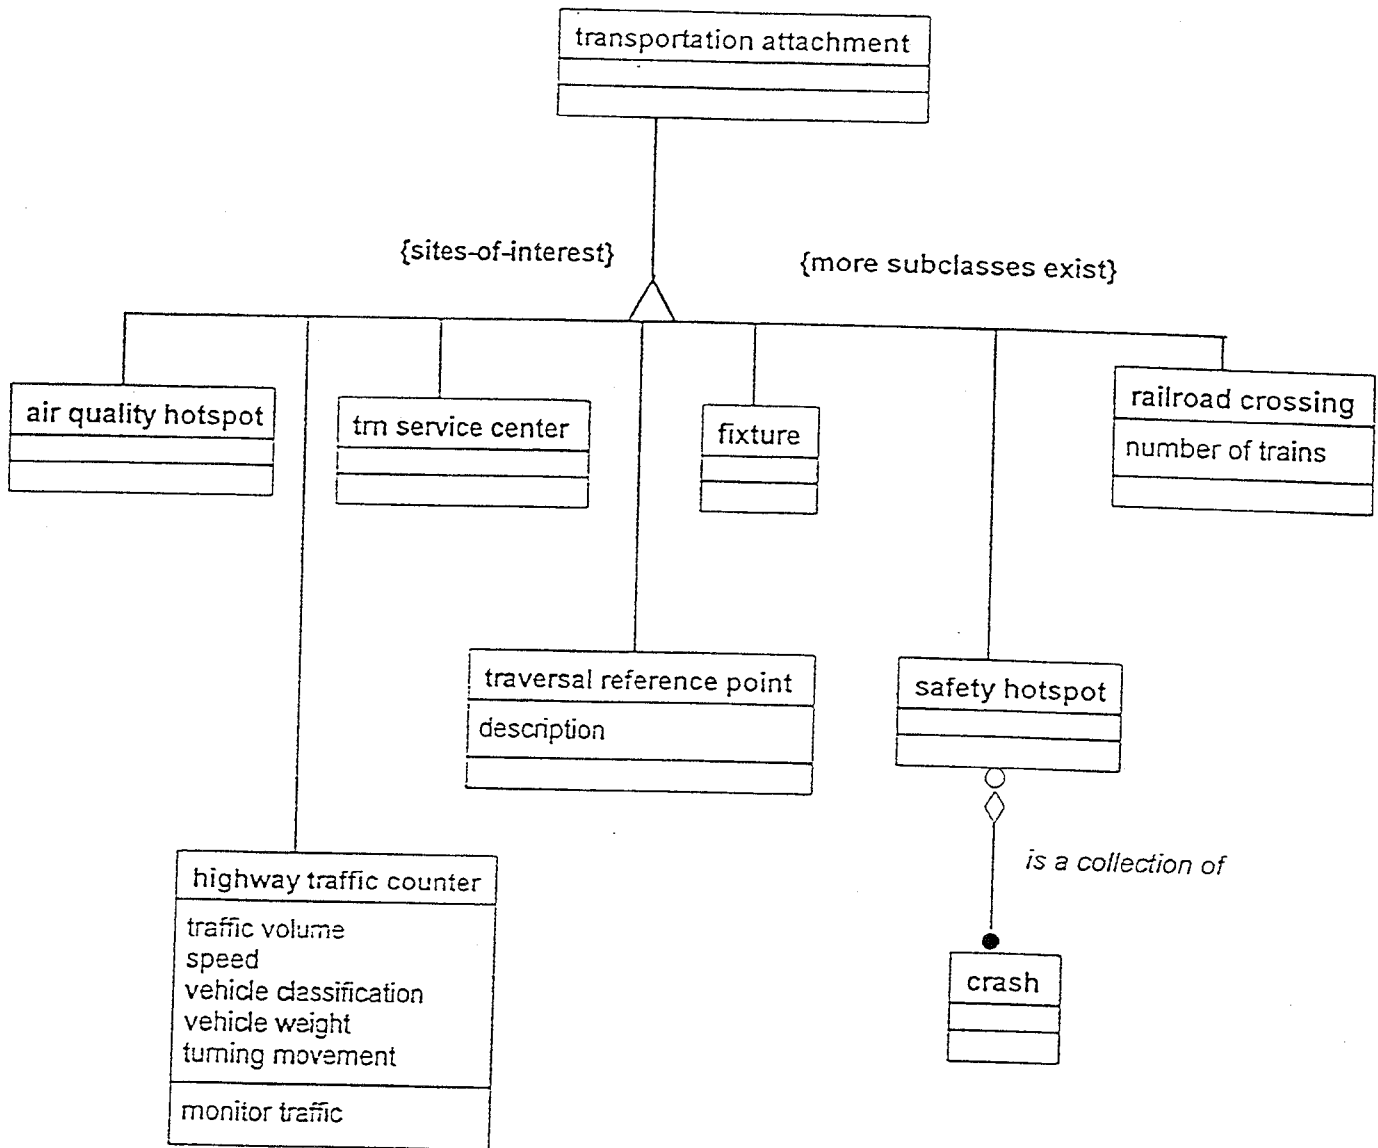 transportation attachment
{sites-of-interest}
{more subclasses exist}
air quality hotspot
trn service center
fixture
railroad crossing
number of trains
traversal reference point
description
safety hotspot
is a collection of
highway traffic counter
traffic volume
speed
vehicle classification
vehicle weight
turning movement
monitor traffic
crash